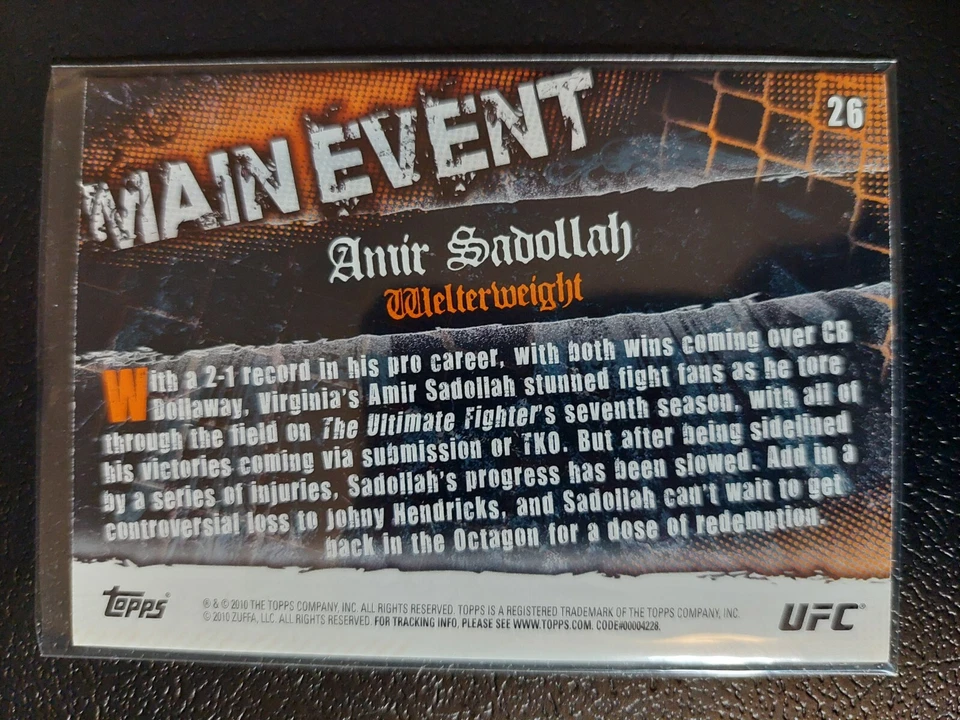 MAIN EVENT
26
Amir Sadollah
Welterweight
With a 2-1 record in his pro career, with both wins coming over CB
Dollaway, Virginia's Amir Sadollah stunned fight fans as he tore
through the field on The Ultimate Fighter's seventh season, with all of
his victories coming via submission or TKO. But after being sidelined
by a series of injuries, Sadollah's progress has been slowed. Add in a
controversial loss to Johny Hendricks, and Sadollah can't wait to get
back in the Octagon for a dose of redemption.
Topps®
® & © 2010 THE TOPPS COMPANY, INC. ALL RIGHTS RESERVED. TOPPS IS A REGISTERED TRADEMARK OF THE TOPPS COMPANY, INC.
© 2010 ZUFFA, LLC. ALL RIGHTS RESERVED. FOR TRACKING INFO, PLEASE SEE WWW.TOPPS.COM. CODE#00004228.
UFC®